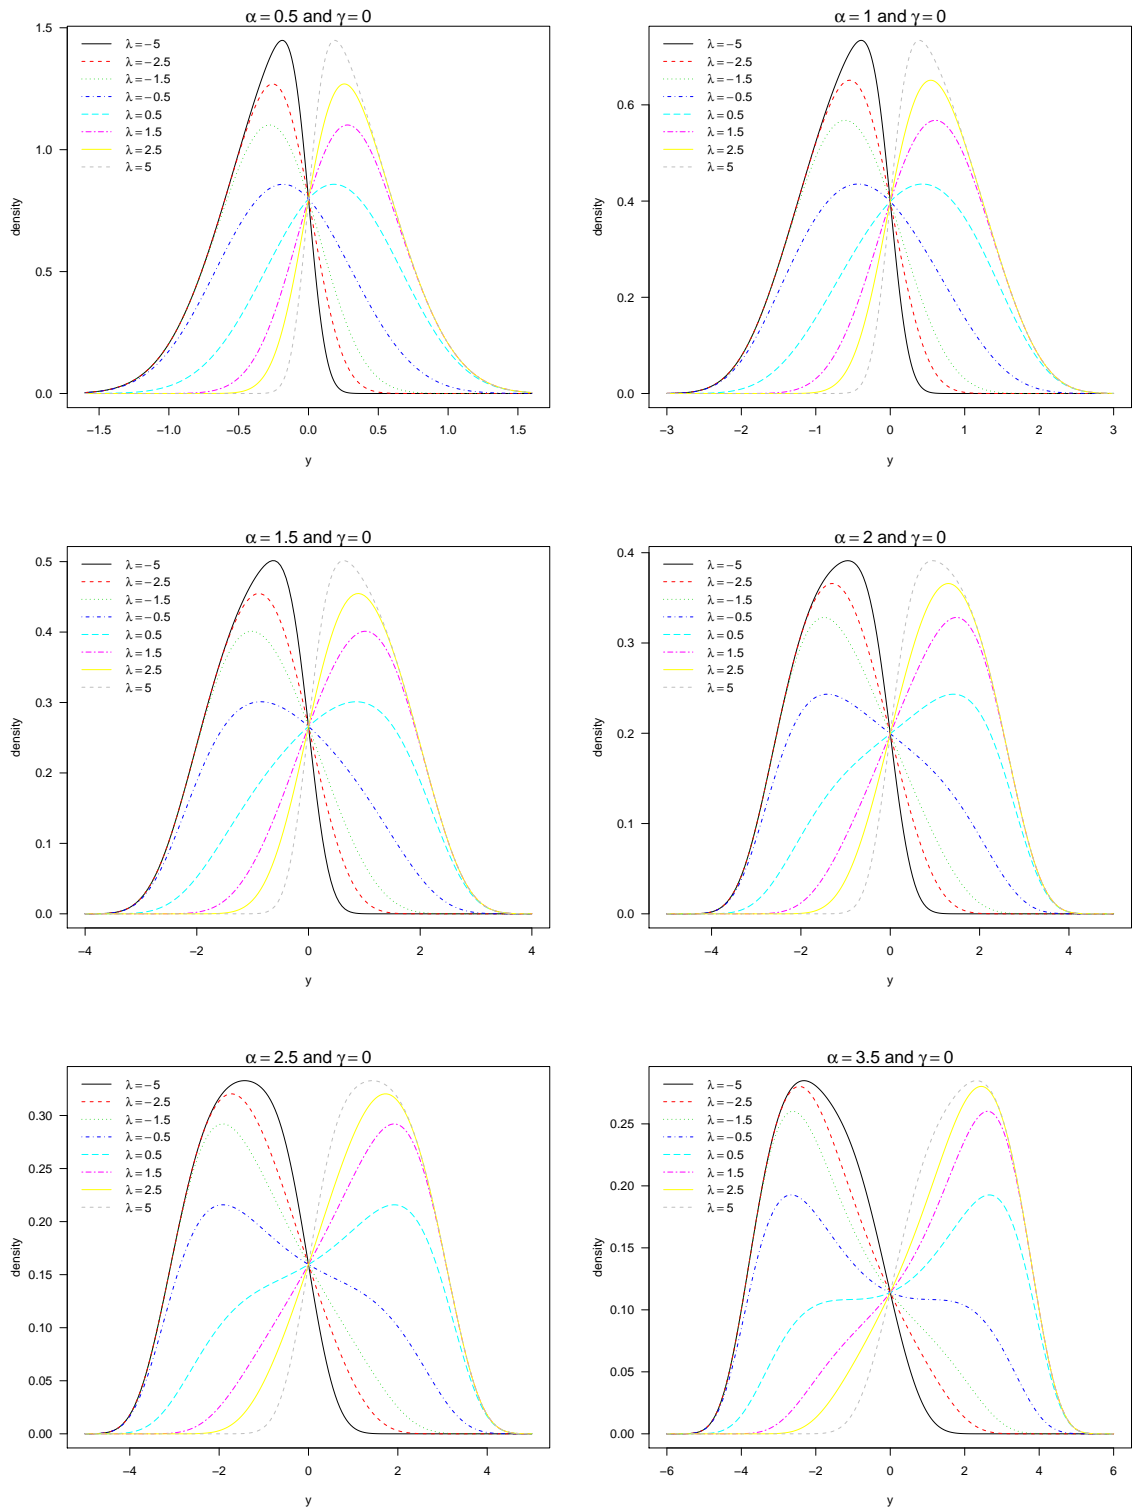 α = 0.5 and γ = 0
density
1.5
1.0
0.5
0.0
λ = −5
λ = −2.5
λ = −1.5
λ = −0.5
λ = 0.5
λ = 1.5
λ = 2.5
λ = 5
−1.5 −1.0 −0.5 0.0 0.5 1.0 1.5
y
α = 1 and γ = 0
density
0.6
0.4
0.2
0.0
λ = −5
λ = −2.5
λ = −1.5
λ = −0.5
λ = 0.5
λ = 1.5
λ = 2.5
λ = 5
−3 −2 −1 0 1 2 3
y
α = 1.5 and γ = 0
density
0.5
0.4
0.3
0.2
0.1
0.0
λ = −5
λ = −2.5
λ = −1.5
λ = −0.5
λ = 0.5
λ = 1.5
λ = 2.5
λ = 5
−4 −2 0 2 4
y
α = 2 and γ = 0
density
0.4
0.3
0.2
0.1
0.0
λ = −5
λ = −2.5
λ = −1.5
λ = −0.5
λ = 0.5
λ = 1.5
λ = 2.5
λ = 5
−4 −2 0 2 4
y
α = 2.5 and γ = 0
density
0.30
0.25
0.20
0.15
0.10
0.05
0.00
λ = −5
λ = −2.5
λ = −1.5
λ = −0.5
λ = 0.5
λ = 1.5
λ = 2.5
λ = 5
−4 −2 0 2 4
y
α = 3.5 and γ = 0
density
0.25
0.20
0.15
0.10
0.05
0.00
λ = −5
λ = −2.5
λ = −1.5
λ = −0.5
λ = 0.5
λ = 1.5
λ = 2.5
λ = 5
−6 −4 −2 0 2 4 6
y